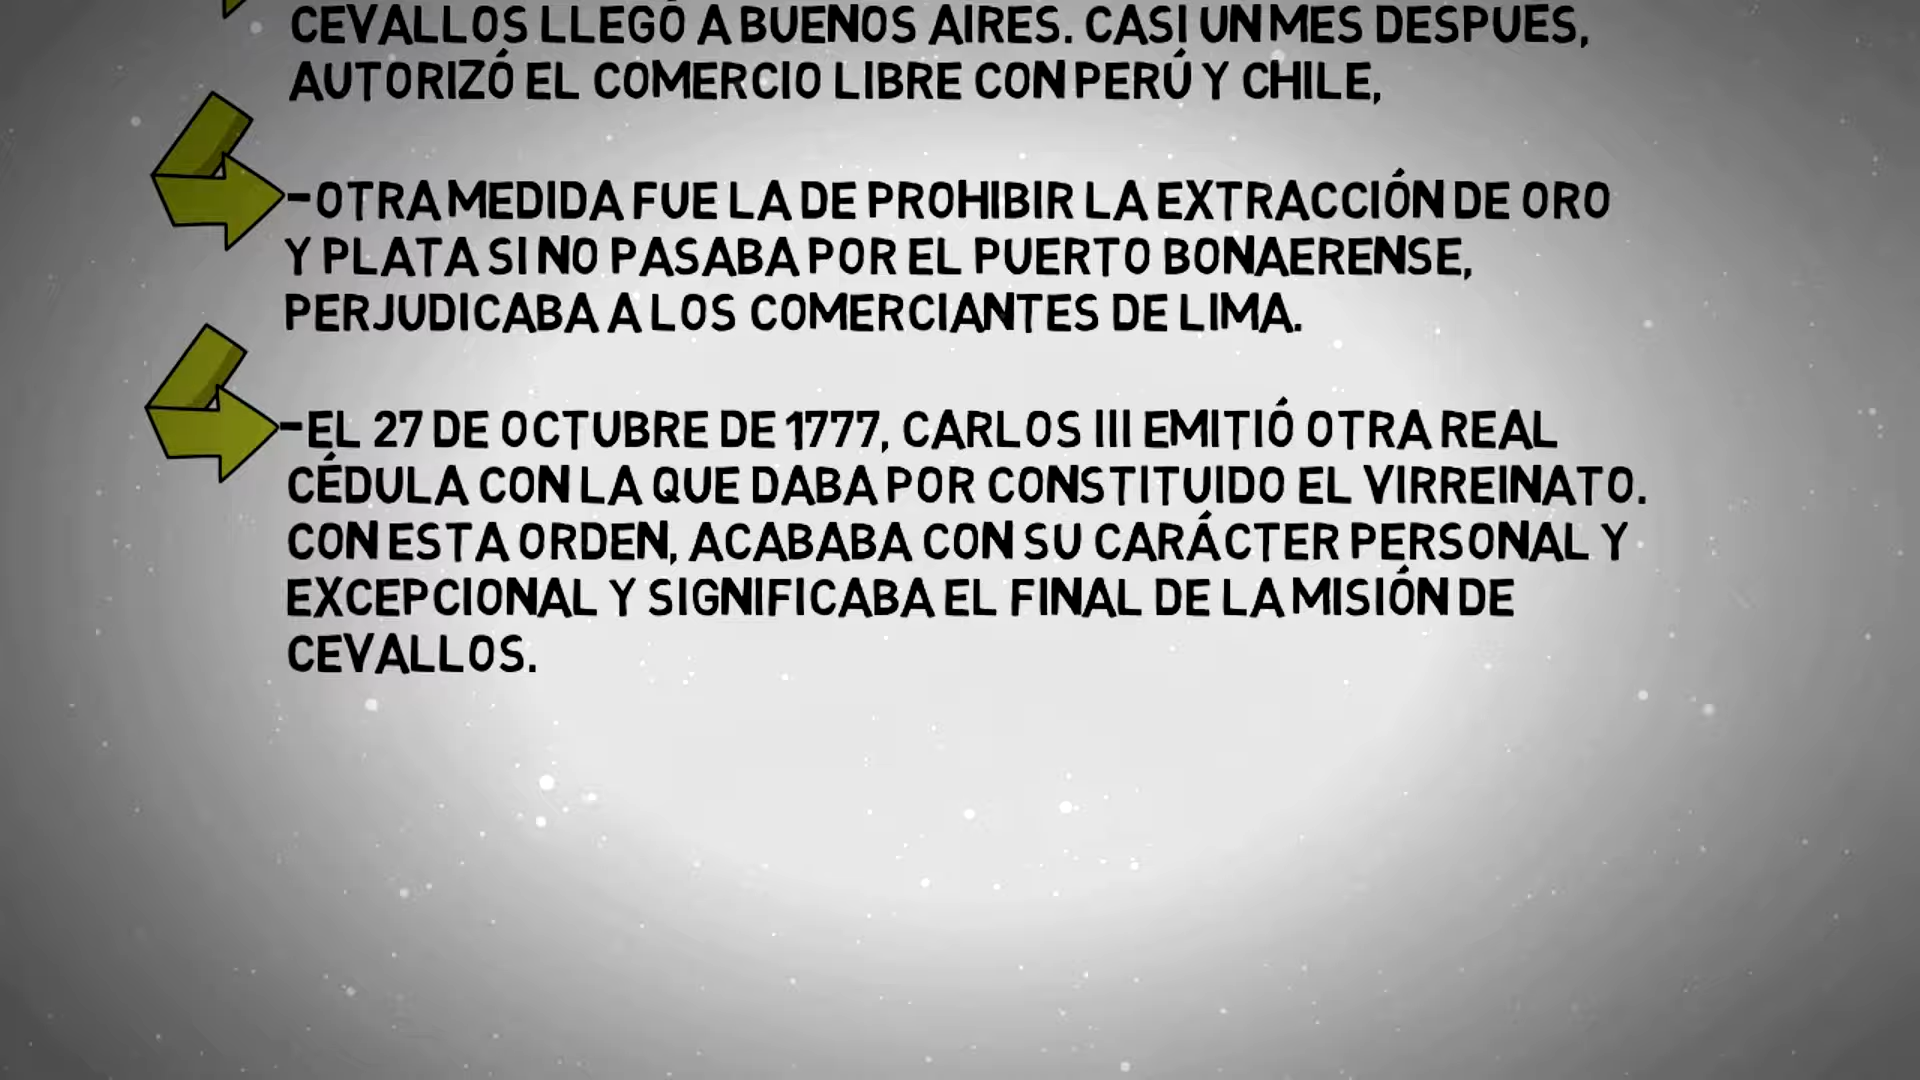 CEVALLOS LLEGÓ A BUENOS AIRES. CASI UN MES DESPUÉS,
AUTORIZÓ EL COMERCIO LIBRE CON PERÚ Y CHILE,
-OTRA MEDIDA FUE LA DE PROHIBIR LA EXTRACCIÓN DE ORO
Y PLATA SI NO PASABA POR EL PUERTO BONAERENSE,
PERJUDICABA A LOS COMERCIANTES DE LIMA.
-EL 27 DE OCTUBRE DE 1777, CARLOS III EMITIÓ OTRA REAL
CÉDULA CON LA QUE DABA POR CONSTITUIDO EL VIRREINATO.
CON ESTA ORDEN, ACABABA CON SU CARÁCTER PERSONAL Y
EXCEPCIONAL Y SIGNIFICABA EL FINAL DE LA MISIÓN DE
CEVALLOS.